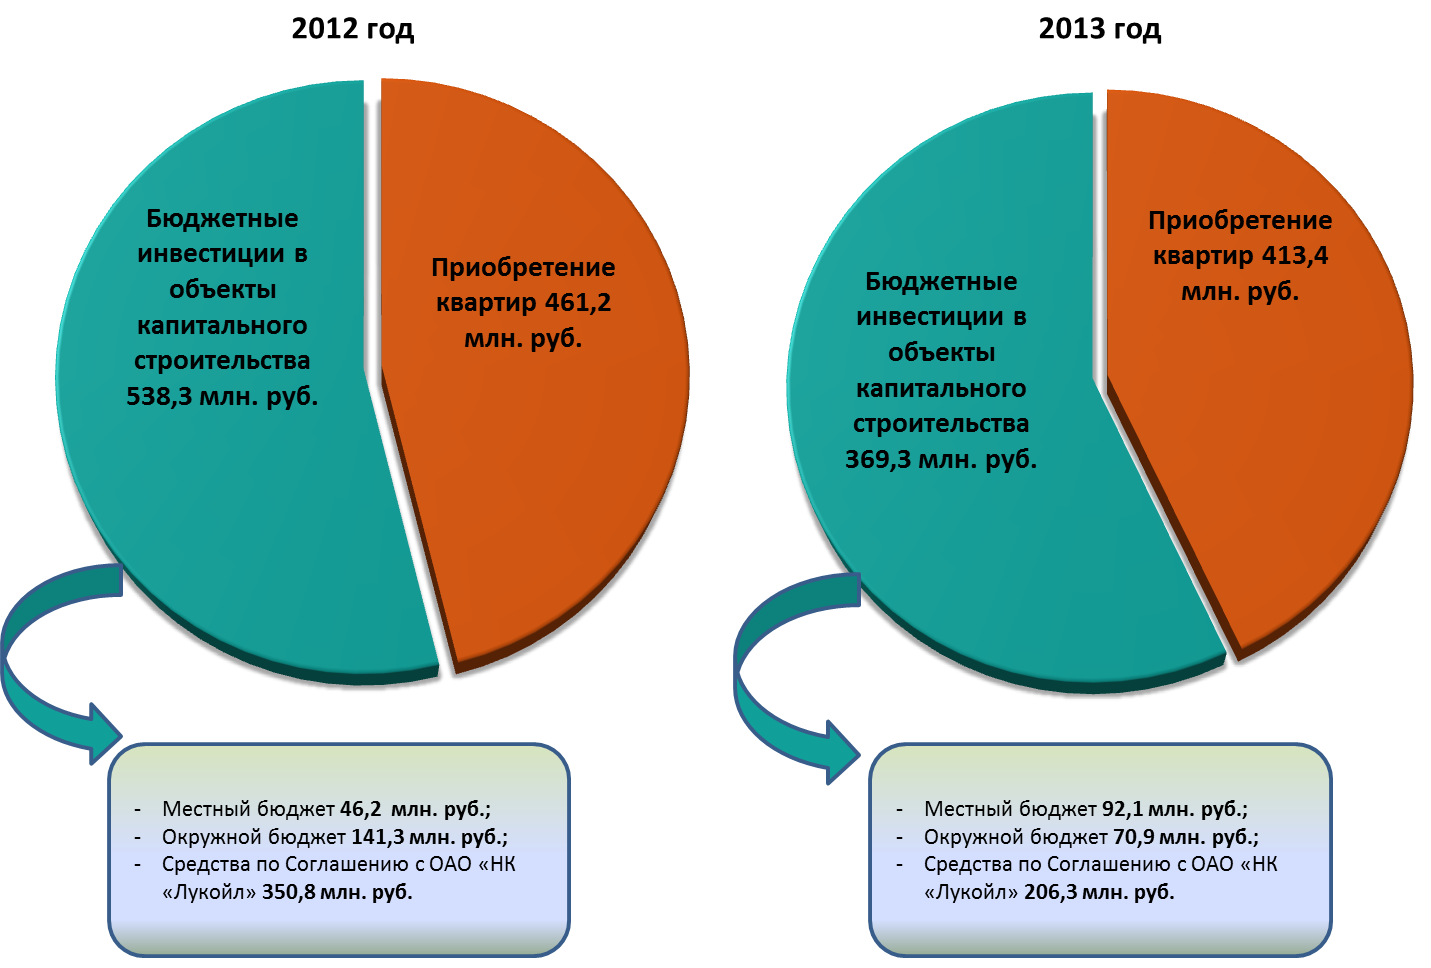 2012 год
Бюджетные
инвестиции в
объекты
капитального
строительства
538,3 млн. руб.
Приобретение
квартир 461,2
млн. руб.
- Местный бюджет 46,2 млн. руб.;
- Окружной бюджет 141,3 млн. руб.;
- Средства по Соглашению с ОАО «НК
«Лукойл» 350,8 млн. руб.
2013 год
Бюджетные
инвестиции в
объекты
капитального
строительства
369,3 млн. руб.
Приобретение
квартир 413,4
млн. руб.
- Местный бюджет 92,1 млн. руб.;
- Окружной бюджет 70,9 млн. руб.;
- Средства по Соглашению с ОАО «НК
«Лукойл» 206,3 млн. руб.